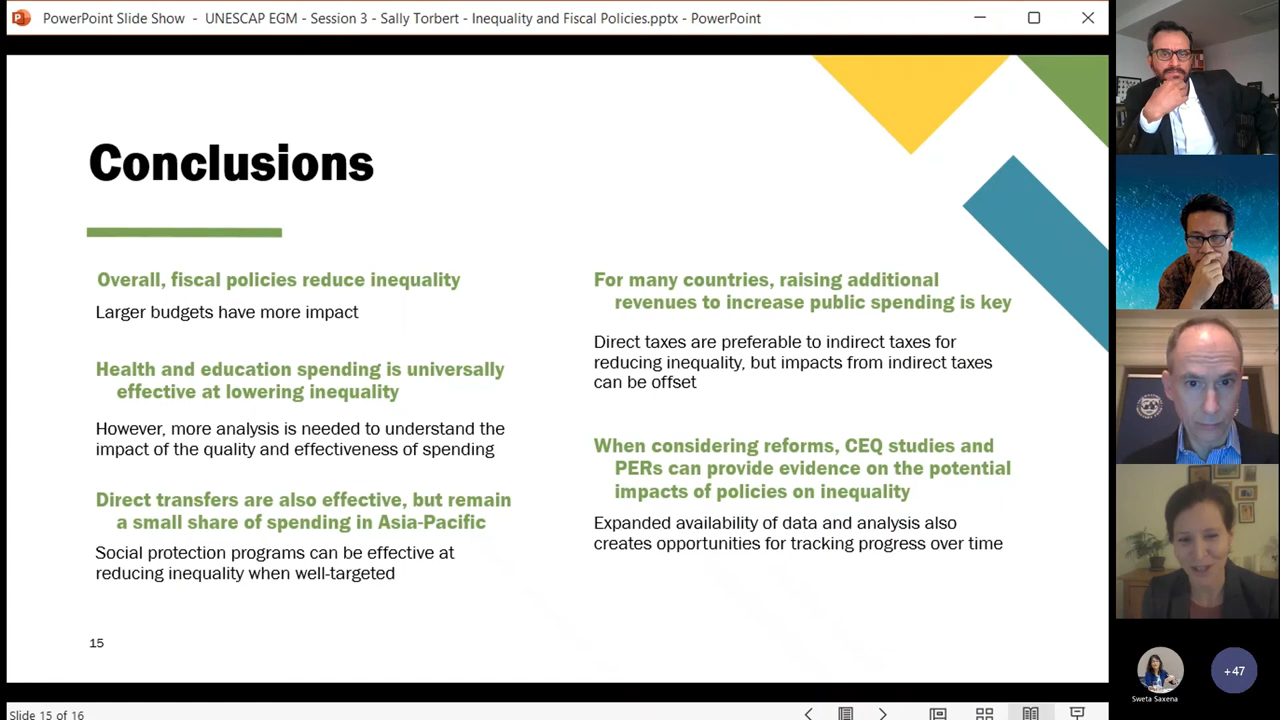 PowerPoint Slide Show - UNESCAP EGM - Session 3 - Sally Torbert - Inequality and Fiscal Policies.pptx - PowerPoint
Conclusions
Overall, fiscal policies reduce inequality
Larger budgets have more impact
Health and education spending is universally
effective at lowering inequality
However, more analysis is needed to understand the
impact of the quality and effectiveness of spending
Direct transfers are also effective, but remain
a small share of spending in Asia-Pacific
Social protection programs can be effective at
reducing inequality when well-targeted
For many countries, raising additional
revenues to increase public spending is key
Direct taxes are preferable to indirect taxes for
reducing inequality, but impacts from indirect taxes
can be offset
When considering reforms, CEQ studies and
PERs can provide evidence on the potential
impacts of policies on inequality
Expanded availability of data and analysis also
creates opportunities for tracking progress over time
15
Sweta Saxena
+47
Slide 15 of 16